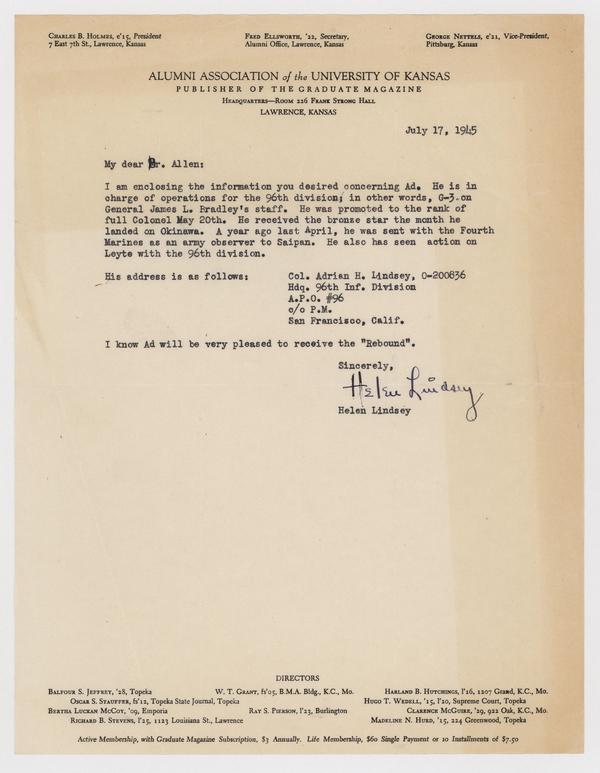 CHARLES B. HOLMES, e'15, President
7 East 7th St., Lawrence, Kansas
FRED ELLSWORTH, '22, Secretary,
Alumni Office, Lawrence, Kansas
GEORGE NETTELS, e'21, Vice-President,
Pittsburg, Kansas
ALUMNI ASSOCIATION of the UNIVERSITY OF KANSAS
PUBLISHER OF THE GRADUATE MAGAZINE
HEADQUARTERS—ROOM 226 FRANK STRONG HALL
LAWRENCE, KANSAS
July 17, 1945
My dear Dr. Allen:
I am enclosing the information you desired concerning Ad. He is in
charge of operations for the 96th division; in other words, G-3 on
General James L. Bradley's staff. He was promoted to the rank of
full Colonel May 20th. He received the bronze star the month he
landed on Okinawa. A year ago last April, he was sent with the Fourth
Marines as an army observer to Saipan. He also has seen action on
Leyte with the 96th division.
His address is as follows: Col. Adrian H. Lindsey, O-200836
Hdq. 96th Inf. Division
A.P.O. #96
c/o P.M.
San Francisco, Calif.
I know Ad will be very pleased to receive the "Rebound".
Sincerely,
Helen Lindsey
Helen Lindsey
DIRECTORS
BALFOUR S. JEFFREY, '28, Topeka W. T. GRANT, fs'05, B.M.A. Bldg., K.C., Mo. HARLAND B. HUTCHINGS, l'16, 1207 Grand, K.C., Mo.
OSCAR S. STAUFFER, fs'12, Topeka State Journal, Topeka HUGO T. WEDELL, '15, l'20, Supreme Court, Topeka
BERTHA LUCKAN MCCOY, '09, Emporia RAY S. PIERSON, l'23, Burlington CLARENCE MCGUIRE, '29, 922 Oak, K.C., Mo.
RICHARD B. STEVENS, l'25, 1123 Louisiana St., Lawrence MADELINE N. HURD, '15, 224 Greenwood, Topeka
Active Membership, with Graduate Magazine Subscription, $3 Annually. Life Membership, $60 Single Payment or 10 Installments of $7.50